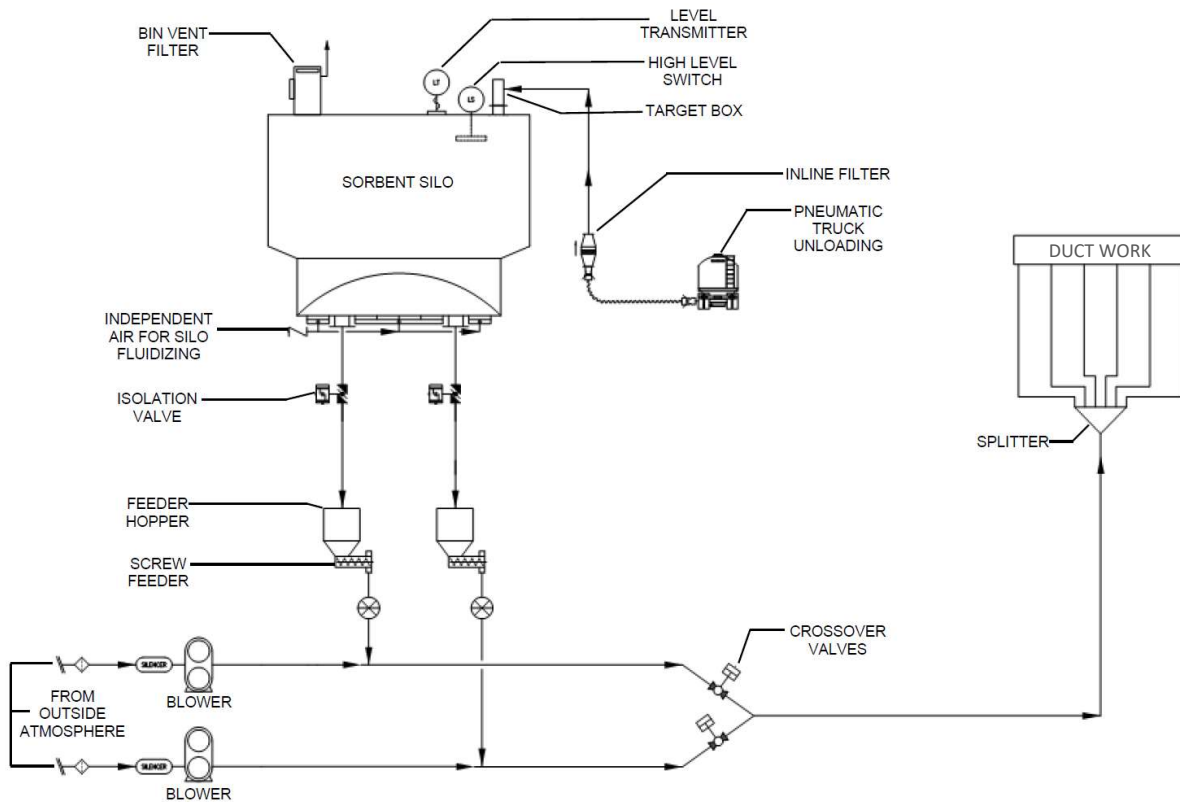 LEVEL
TRANSMITTER
BIN VENT
FILTER
HIGH LEVEL
SWITCH
LT
LS
TARGET BOX
SORBENT SILO
INLINE FILTER
PNEUMATIC
TRUCK
UNLOADING
DUCT WORK
INDEPENDENT
AIR FOR SILO
FLUIDIZING
ISOLATION
VALVE
SPLITTER
FEEDER
HOPPER
SCREW
FEEDER
CROSSOVER
VALVES
SILENCER
BLOWER
FROM
OUTSIDE
ATMOSPHERE
SILENCER
BLOWER